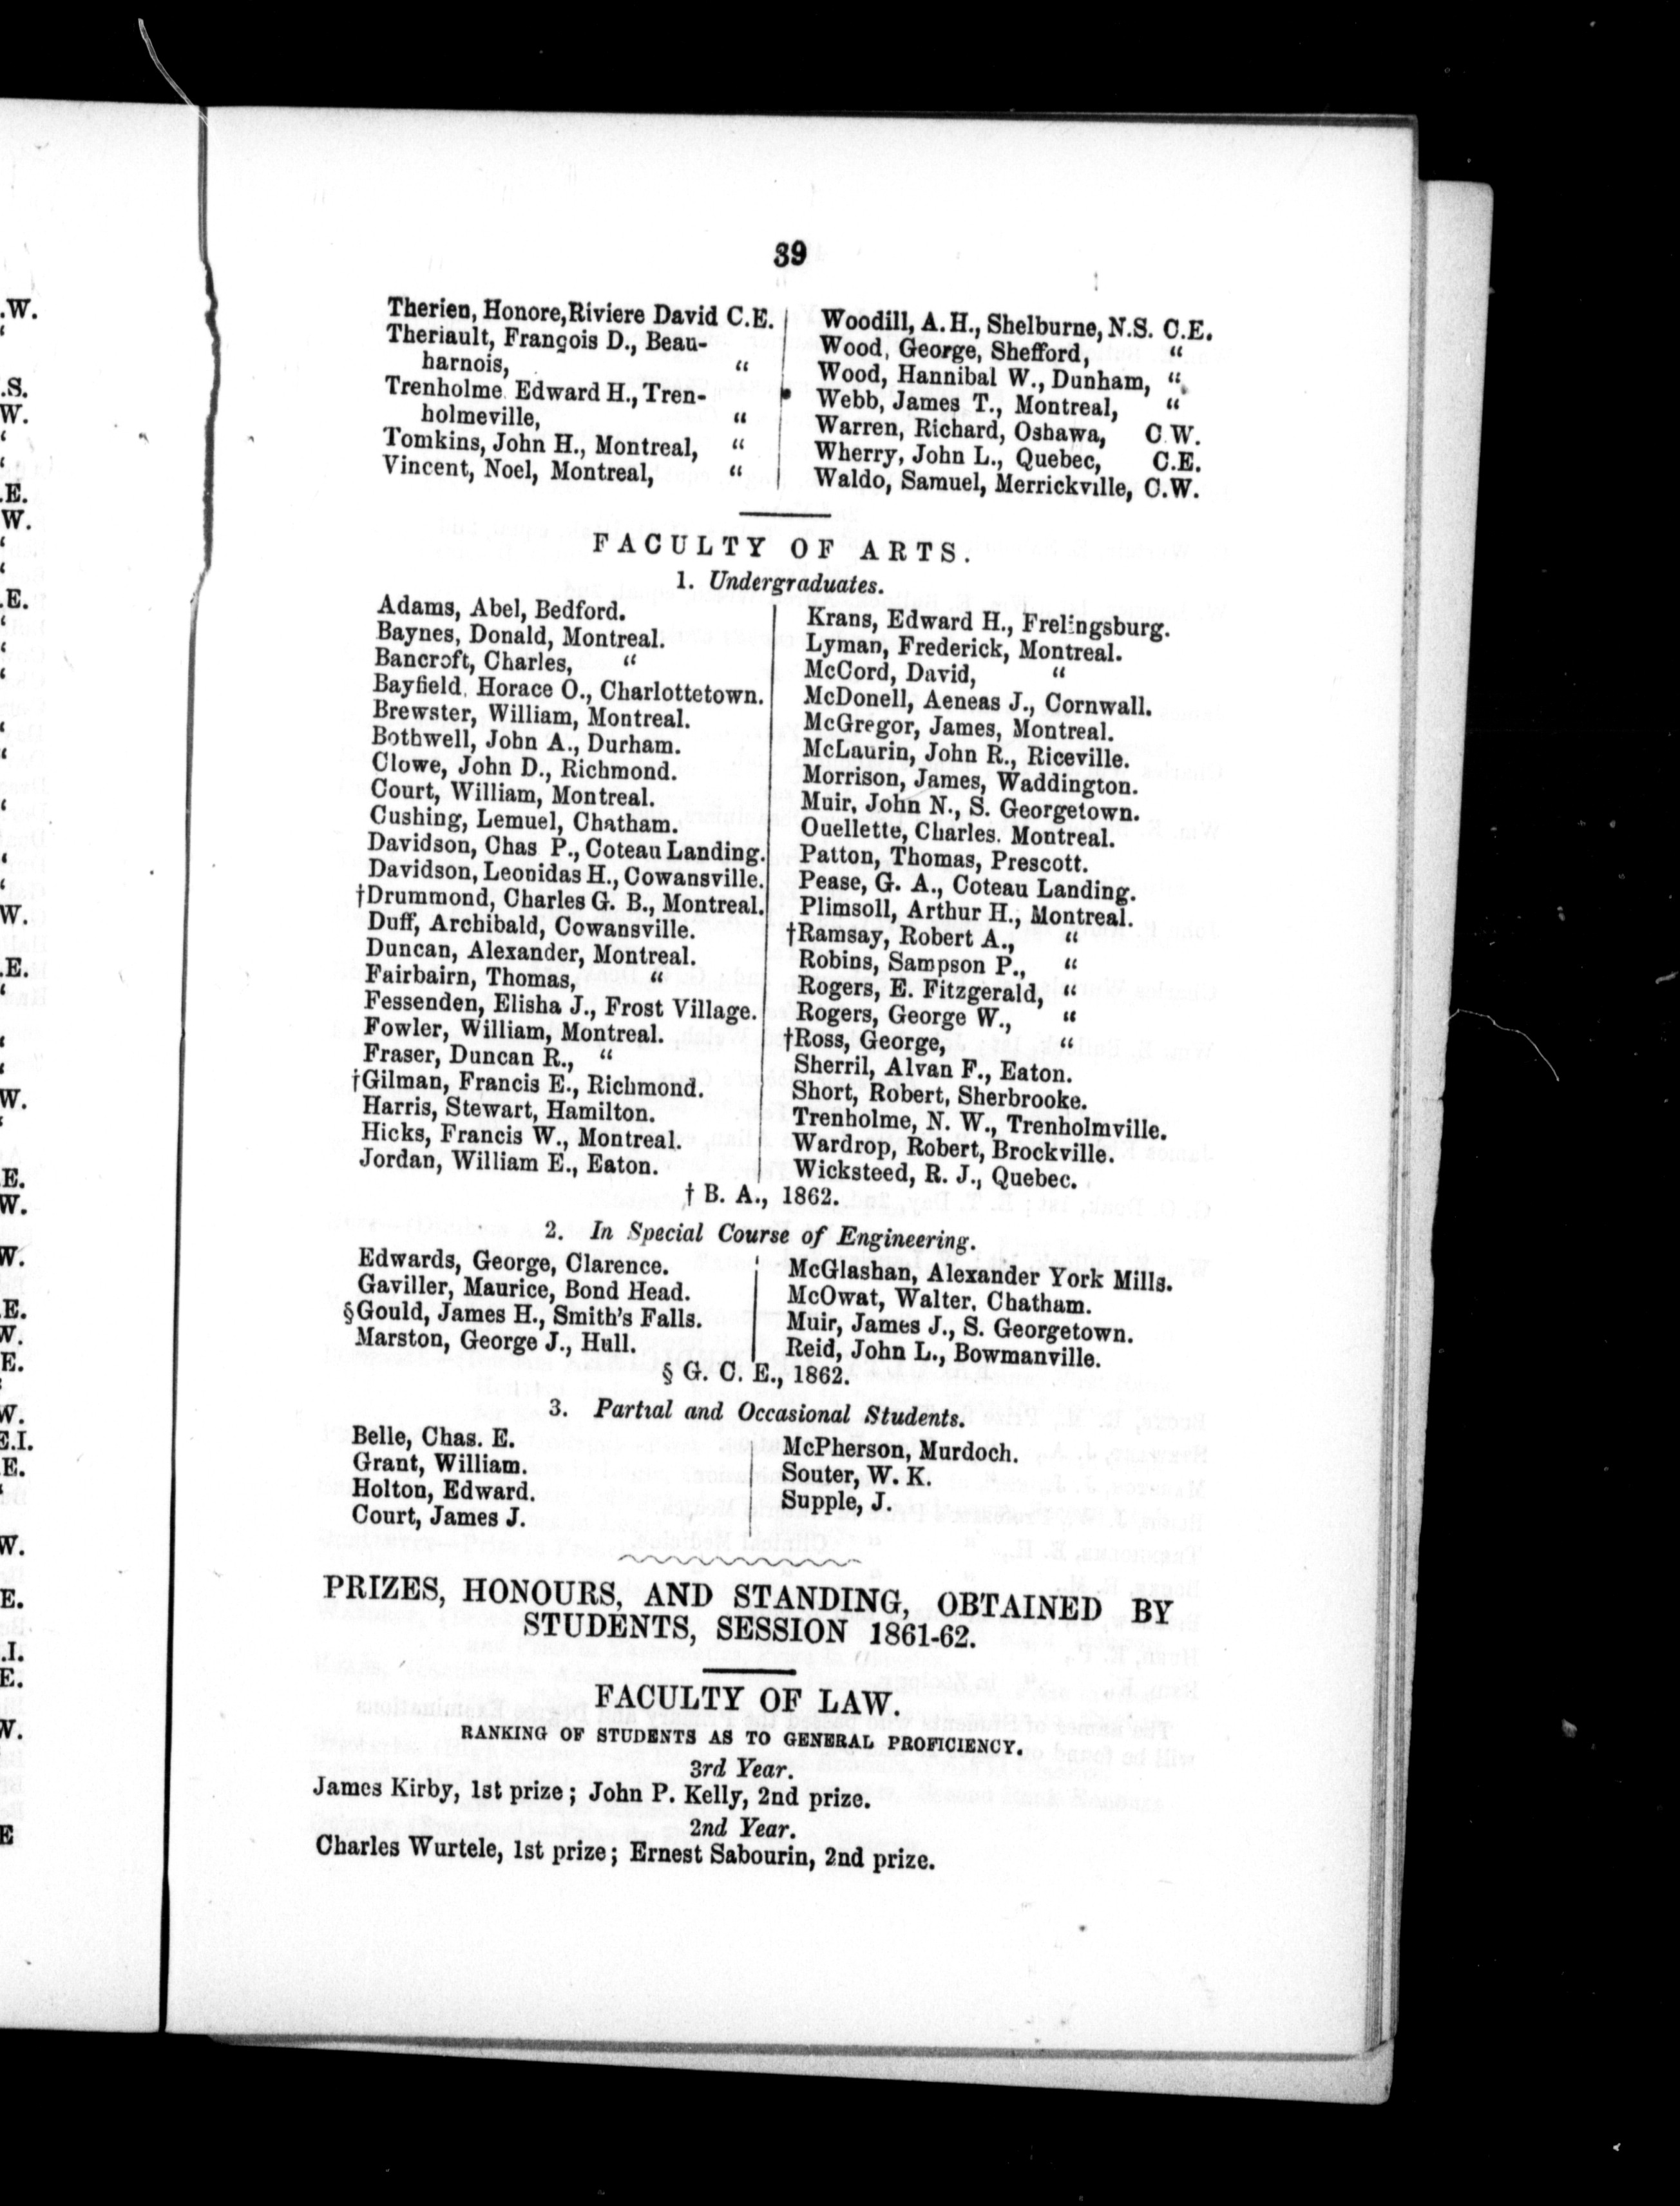 39
Therien, Honore, Riviere David C.E.
Theriault, François D., Beau-
harnois, "
Trenholme Edward H., Tren-
holmeville, "
Tomkins, John H., Montreal, "
Vincent, Noel, Montreal, "
Woodill, A. H., Shelburne, N.S. C.E.
Wood, George, Shefford, "
Wood, Hannibal W., Dunham, "
Webb, James T., Montreal, "
Warren, Richard, Oshawa, C.W.
Wherry, John L., Quebec, C.E.
Waldo, Samuel, Merrickville, C.W.
FACULTY OF ARTS.
1. Undergraduates.
Adams, Abel, Bedford.
Baynes, Donald, Montreal.
Bancroft, Charles, "
Bayfield, Horace O., Charlottetown.
Brewster, William, Montreal.
Bothwell, John A., Durham.
Clowe, John D., Richmond.
Court, William, Montreal.
Cushing, Lemuel, Chatham.
Davidson, Chas P., Coteau Landing.
Davidson, Leonidas H., Cowansville.
†Drummond, Charles G. B., Montreal.
Duff, Archibald, Cowansville.
Duncan, Alexander, Montreal.
Fairbairn, Thomas, "
Fessenden, Elisha J., Frost Village.
Fowler, William, Montreal.
Fraser, Duncan R., "
†Gilman, Francis E., Richmond.
Harris, Stewart, Hamilton.
Hicks, Francis W., Montreal.
Jordan, William E., Eaton.
Krans, Edward H., Frelingsburg.
Lyman, Frederick, Montreal.
McCord, David, "
McDonell, Aeneas J., Cornwall.
McGregor, James, Montreal.
McLaurin, John R., Riceville.
Morrison, James, Waddington.
Muir, John N., S. Georgetown.
Ouellette, Charles. Montreal.
Patton, Thomas, Prescott.
Pease, G. A., Coteau Landing.
Plimsoll, Arthur H., Montreal.
†Ramsay, Robert A., "
Robins, Sampson P., "
Rogers, E. Fitzgerald, "
Rogers, George W., "
†Ross, George, "
Sherril, Alvan F., Eaton.
Short, Robert, Sherbrooke.
Trenholme, N. W., Trenholmville.
Wardrop, Robert, Brockville.
Wicksteed, R. J., Quebec.
† B. A., 1862.
2. In Special Course of Engineering.
Edwards, George, Clarence.
Gaviller, Maurice, Bond Head.
§Gould, James H., Smith's Falls.
Marston, George J., Hull.
McGlashan, Alexander York Mills.
McOwat, Walter, Chatham.
Muir, James J., S. Georgetown.
Reid, John L., Bowmanville.
§ G. C. E., 1862.
3. Partial and Occasional Students.
Belle, Chas. E.
Grant, William.
Holton, Edward.
Court, James J.
McPherson, Murdoch.
Souter, W. K.
Supple, J.
PRIZES, HONOURS, AND STANDING, OBTAINED BY
STUDENTS, SESSION 1861-62.
FACULTY OF LAW.
RANKING OF STUDENTS AS TO GENERAL PROFICIENCY.
3rd Year.
James Kirby, 1st prize; John P. Kelly, 2nd prize.
2nd Year.
Charles Wurtele, 1st prize; Ernest Sabourin, 2nd prize.